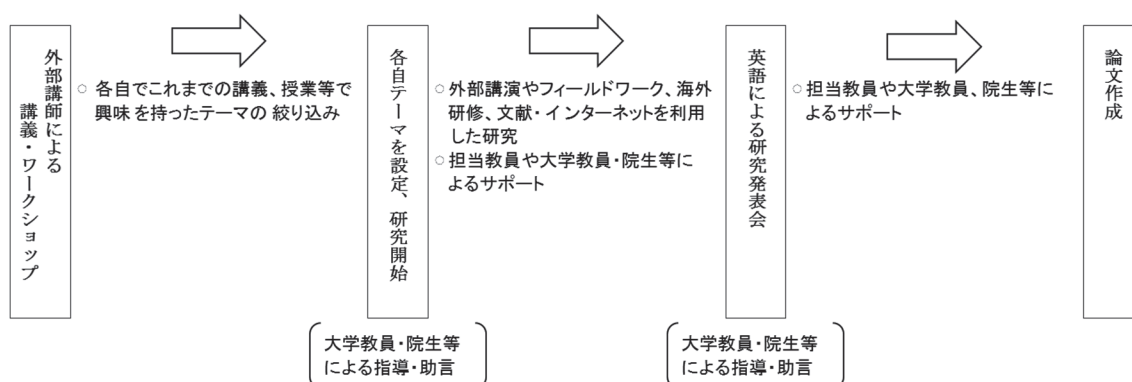 外部講師による
講義・ワークショップ
○ 各自でこれまでの講義、授業等で
興味を持ったテーマの 絞り込み
各自テーマを設定、研究開始
○ 外部講演やフィールドワーク、海外
研修、文献・インターネットを利用
した研究
○ 担当教員や大学教員・院生等に
よるサポート
英語による研究発表会
○ 担当教員や大学教員、院生等に
よるサポート
論文作成
大学教員・院生等
による指導・助言
大学教員・院生等
による指導・助言